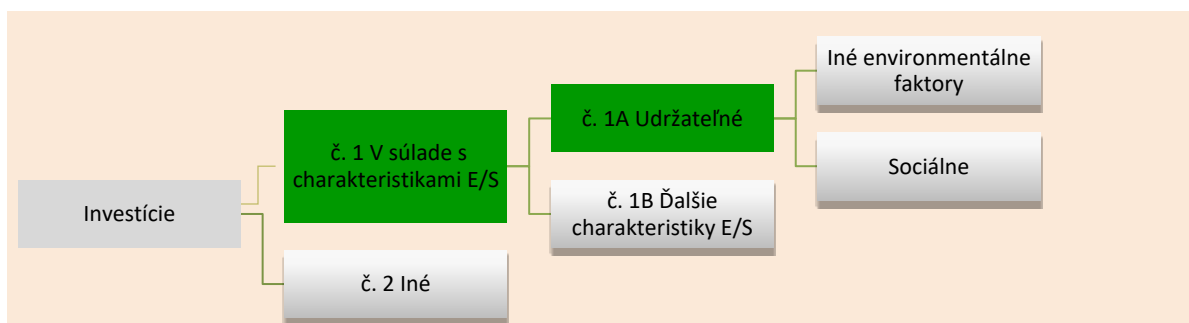 Investície
č. 1 V súlade s
charakteristikami E/S
č. 2 Iné
č. 1A Udržateľné
č. 1B Ďalšie
charakteristiky E/S
Iné environmentálne
faktory
Sociálne